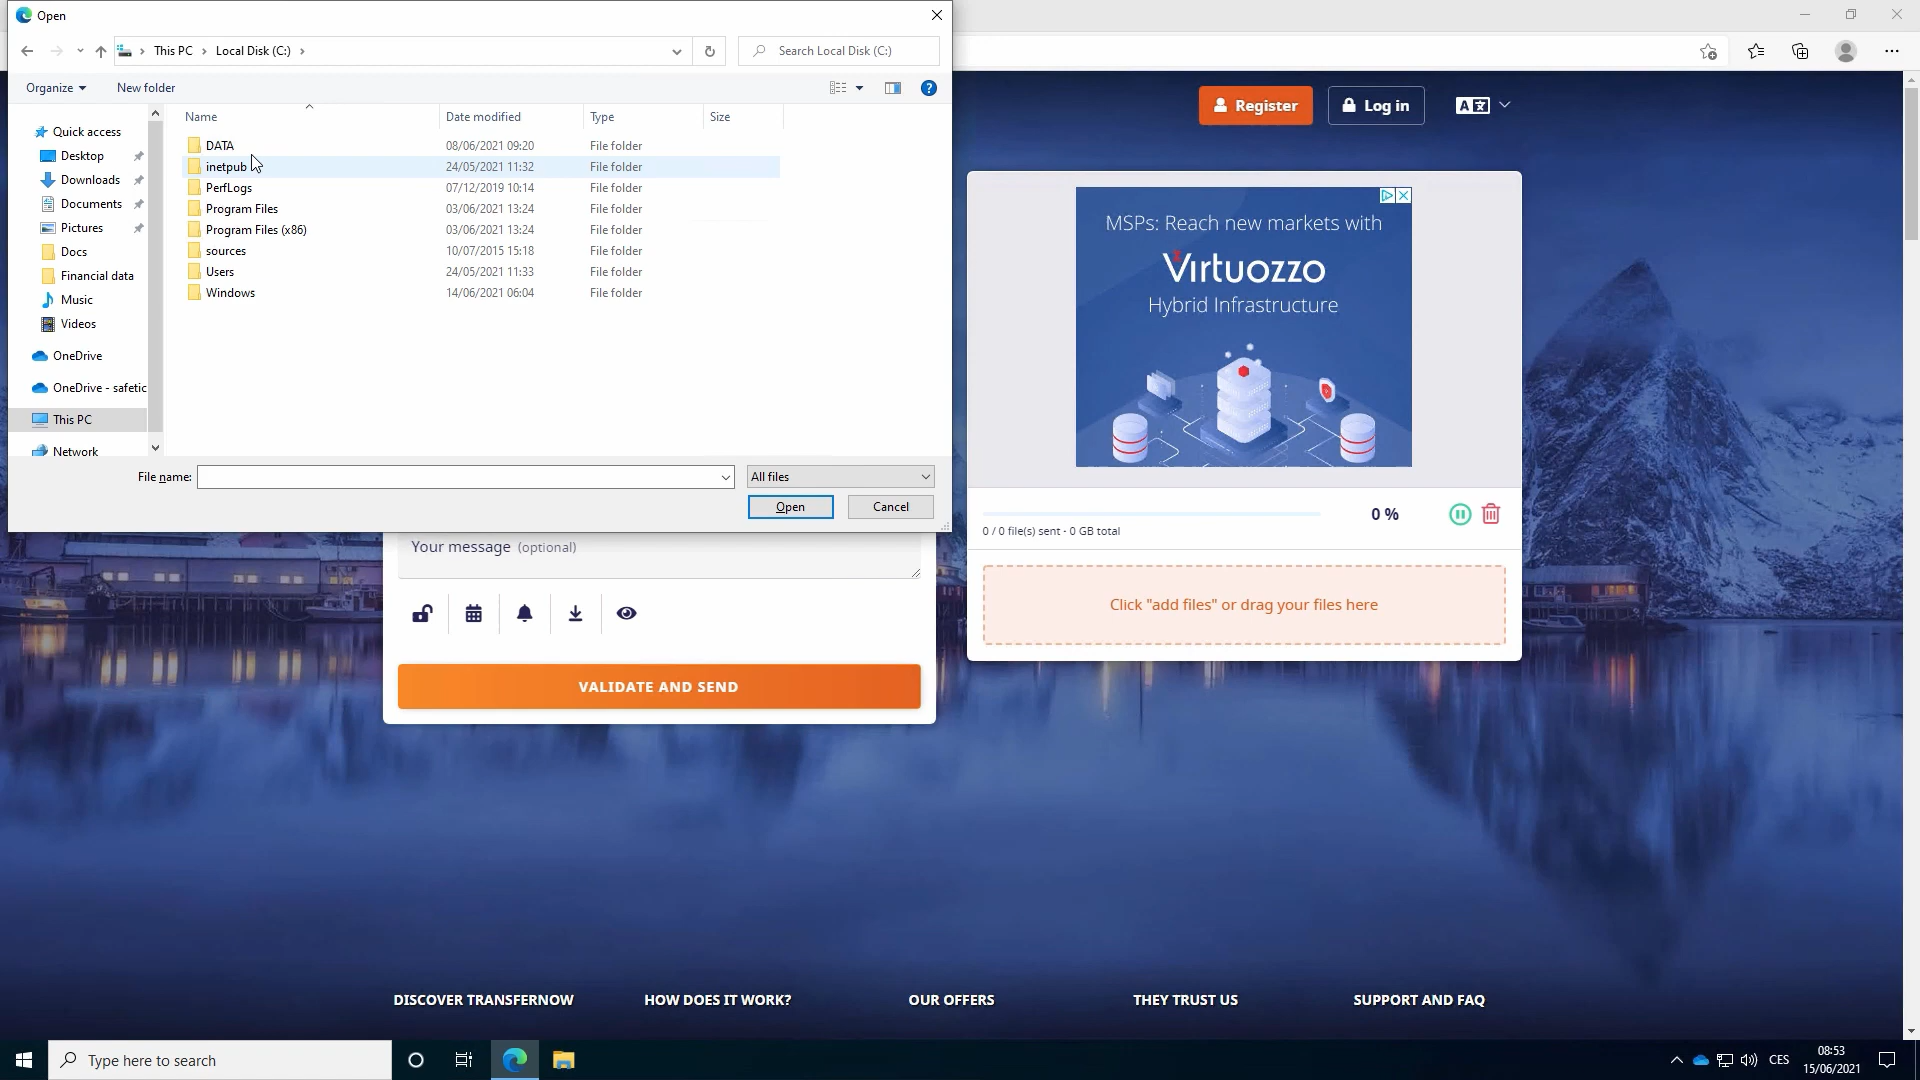 Open
This PC
Local Disk (C:)
Search Local Disk (C:)
Organize
New folder
Name
Date modified
Type
Size
Quick access
Desktop
Downloads
Documents
Pictures
Docs
Financial data
Music
Videos
OneDrive
OneDrive - safetic
This PC
Network
DATA 08/06/2021 09:20 File folder
inetpub 24/05/2021 11:32 File folder
PerfLogs 07/12/2019 10:14 File folder
Program Files 03/06/2021 13:24 File folder
Program Files (x86) 03/06/2021 13:24 File folder
sources 10/07/2015 15:18 File folder
Users 24/05/2021 11:33 File folder
Windows 14/06/2021 06:04 File folder
File name:
All files
Open
Cancel
Register
Log in
MSPs: Reach new markets with
Virtuozzo
Hybrid Infrastructure
0 %
0 / 0 file(s) sent - 0 GB total
Click "add files" or drag your files here
Your message (optional)
VALIDATE AND SEND
DISCOVER TRANSFERNOW
HOW DOES IT WORK?
OUR OFFERS
THEY TRUST US
SUPPORT AND FAQ
Type here to search
CES
08:53
15/06/2021